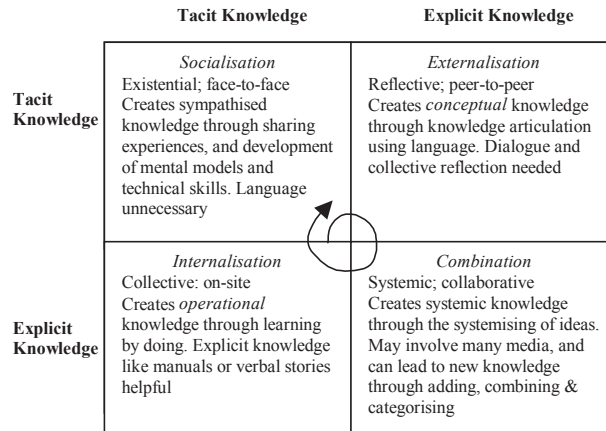 Tacit Knowledge
Explicit Knowledge
Tacit
Knowledge
Socialisation
Existential; face-to-face
Creates sympathised
knowledge through sharing
experiences, and development
of mental models and
technical skills. Language
unnecessary
Externalisation
Reflective; peer-to-peer
Creates conceptual knowledge
through knowledge articulation
using language. Dialogue and
collective reflection needed
Explicit
Knowledge
Internalisation
Collective: on-site
Creates operational
knowledge through learning
by doing. Explicit knowledge
like manuals or verbal stories
helpful
Combination
Systemic; collaborative
Creates systemic knowledge
through the systemising of ideas.
May involve many media, and
can lead to new knowledge
through adding, combining &
categorising